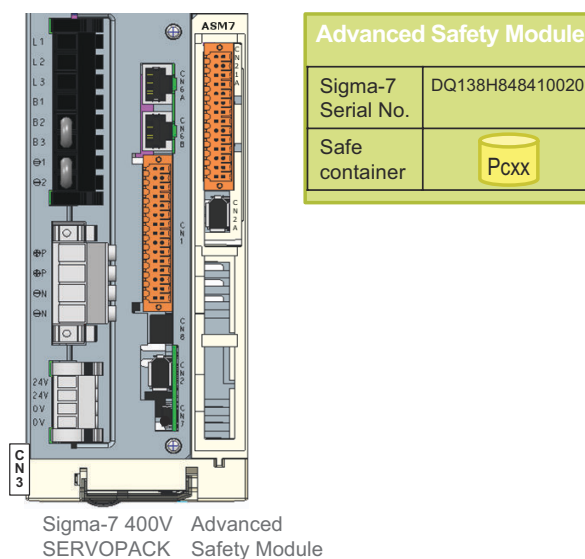 ASM7
L1
L2
L3
B1
B2
B3
⊖1
⊖2
⊕P
⊕P
⊖N
⊖N
24V
24V
0V
0V
CN3
CN6A
CN6B
CN1
CN8
CN2
CN7
CN21A
CN2A
Advanced Safety Module
Sigma-7
Serial No.
DQ138H848410020
Safe
container
Pcxx
Sigma-7 400V
SERVOPACK
Advanced
Safety Module